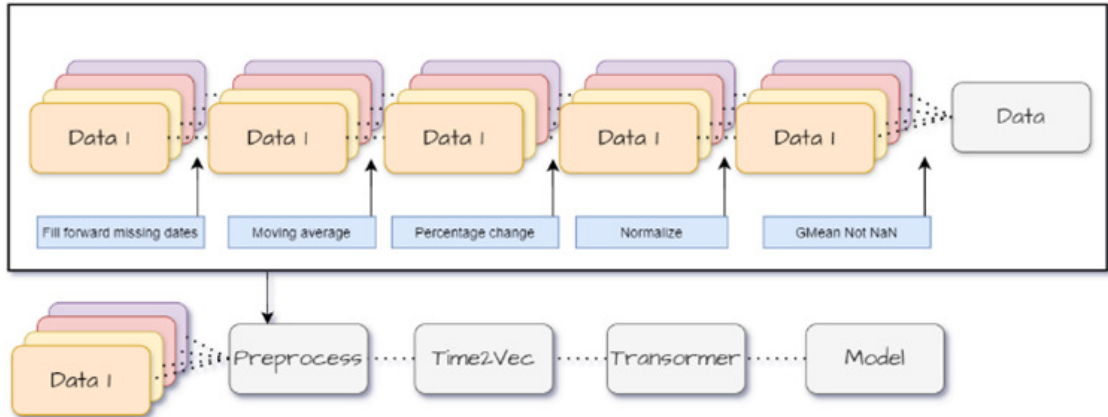 Data 1
Data 1
Data 1
Data 1
Data 1
Data
Fill forward missing dates
Moving average
Percentage change
Normalize
GMean Not NaN
Data 1
Preprocess
Time2Vec
Transormer
Model